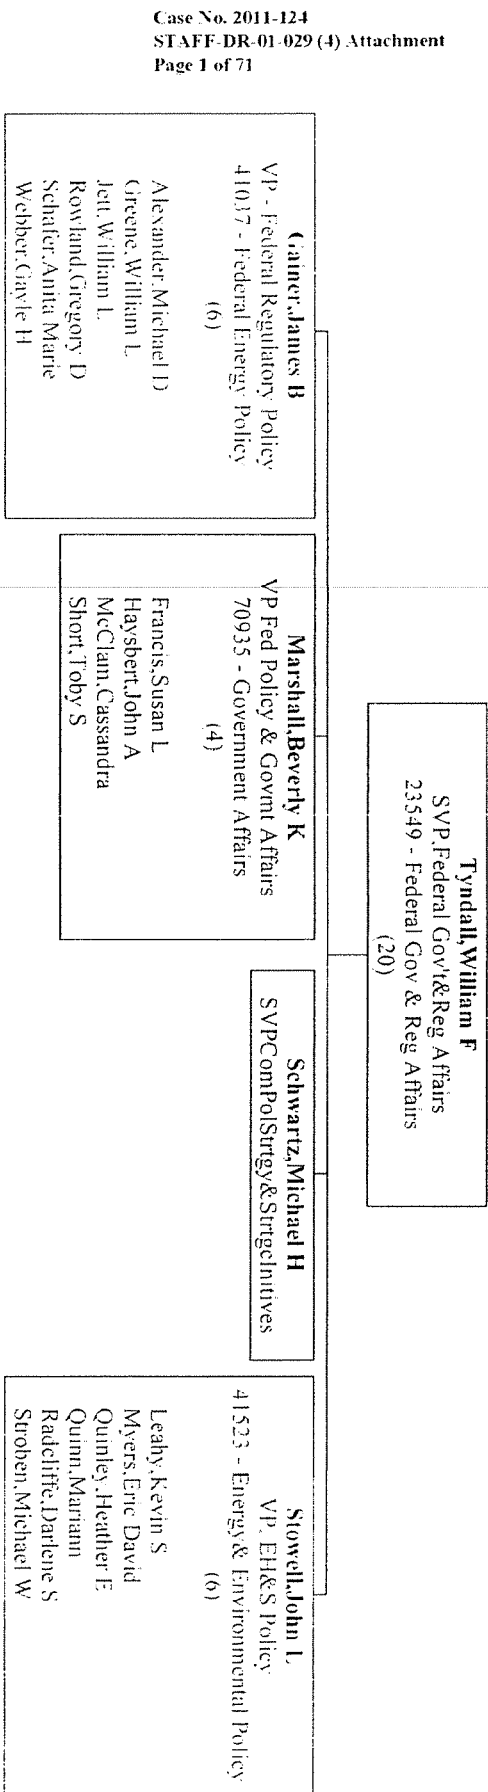 Case No. 2011-124
STAFF-DR-01-029 (4) Attachment
Page 1 of 71
Tyndall,William F
SVP,Federal Gov't&Reg Affairs
23549 - Federal Gov & Reg Affairs
(20)
Gainer,James B
VP - Federal Regulatory Policy
41037 - Federal Energy Policy
(6)
Alexander,Michael D
Greene,William L
Jett,William L
Rowland,Gregory D
Schafer,Anita Marie
Webber,Gayle H
Marshall,Beverly K
VP Fed Policy & Govmt Affairs
70935 - Government Affairs
(4)
Francis,Susan L
Haysbert,John A
McClam,Cassandra
Short,Toby S
Schwartz,Michael H
SVPComPolStrtgy&StrtgcInitives
Stowell,John L
VP, EH&S Policy
41523 - Energy& Environmental Policy
(6)
Leahy,Kevin S
Myers,Eric David
Quinley,Heather E
Quinn,Mariann
Radcliffe,Darlene S
Stroben,Michael W